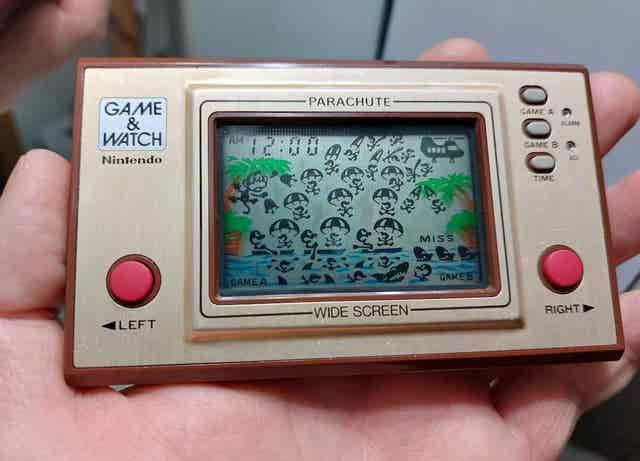 GAME
&
WATCH
Nintendo
PARACHUTE
AM 12:00
MISS
GAME A
GAME B
WIDE SCREEN
◀LEFT
RIGHT▶
GAME A
ALARM
GAME B
ACL
TIME